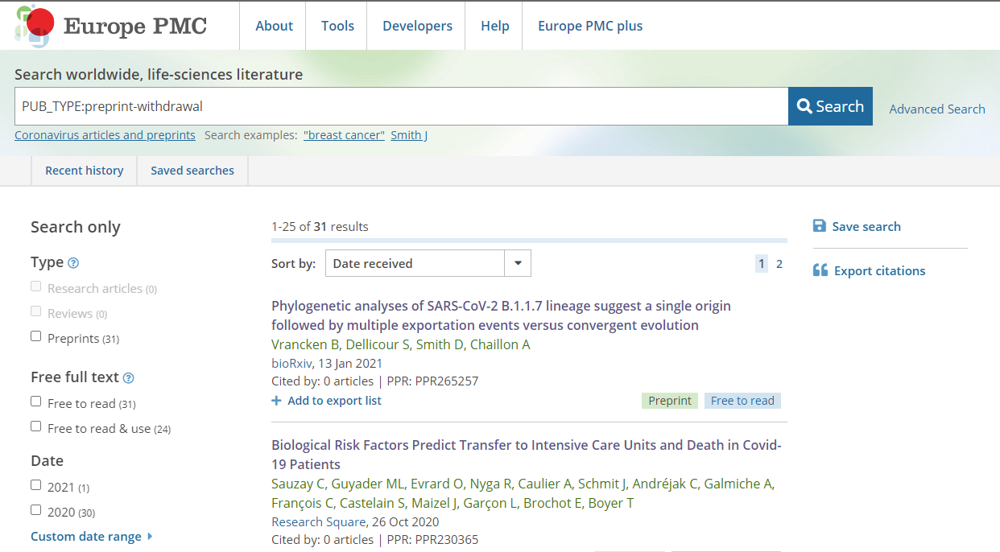 Europe PMC
About
Tools
Developers
Help
Europe PMC plus
Search worldwide, life-sciences literature
PUB_TYPE:preprint-withdrawal
Search
Advanced Search
Coronavirus articles and preprints Search examples: "breast cancer" Smith J
Recent history
Saved searches
Search only
Type ?
Research articles (0)
Reviews (0)
Preprints (31)
Free full text ?
Free to read (31)
Free to read & use (24)
Date
2021 (1)
2020 (30)
Custom date range
1-25 of 31 results
Sort by: Date received
1 2
Phylogenetic analyses of SARS-CoV-2 B.1.1.7 lineage suggest a single origin
followed by multiple exportation events versus convergent evolution
Vrancken B, Dellicour S, Smith D, Chaillon A
bioRxiv, 13 Jan 2021
Cited by: 0 articles | PPR: PPR265257
+ Add to export list
Preprint Free to read
Biological Risk Factors Predict Transfer to Intensive Care Units and Death in Covid-
19 Patients
Sauzay C, Guyader ML, Evrard O, Nyga R, Caulier A, Schmit J, Andréjak C, Galmiche A,
François C, Castelain S, Maizel J, Garçon L, Brochot E, Boyer T
Research Square, 26 Oct 2020
Cited by: 0 articles | PPR: PPR230365
Save search
Export citations